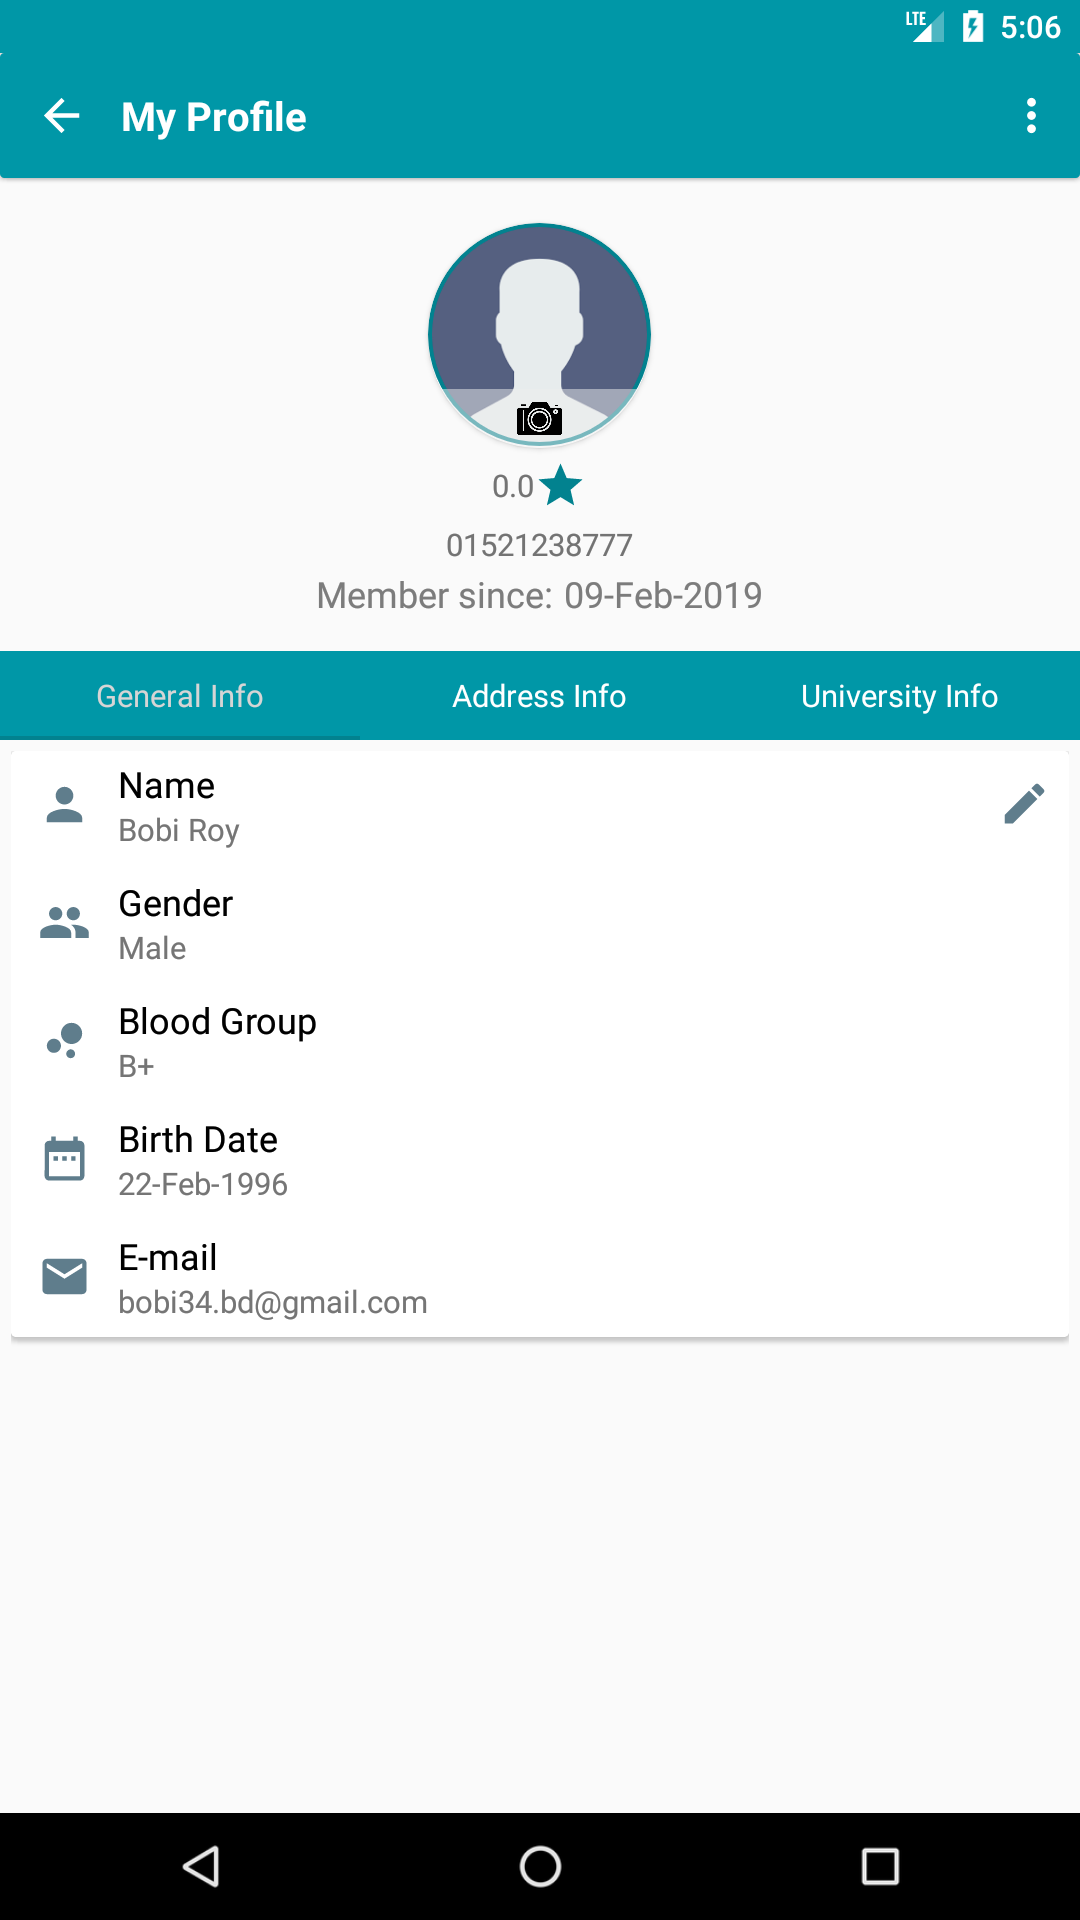 LTE 5:06
My Profile
0.0
01521238777
Member since: 09-Feb-2019
General Info Address Info University Info
Name
Bobi Roy
Gender
Male
Blood Group
B+
Birth Date
22-Feb-1996
E-mail
bobi34.bd@gmail.com